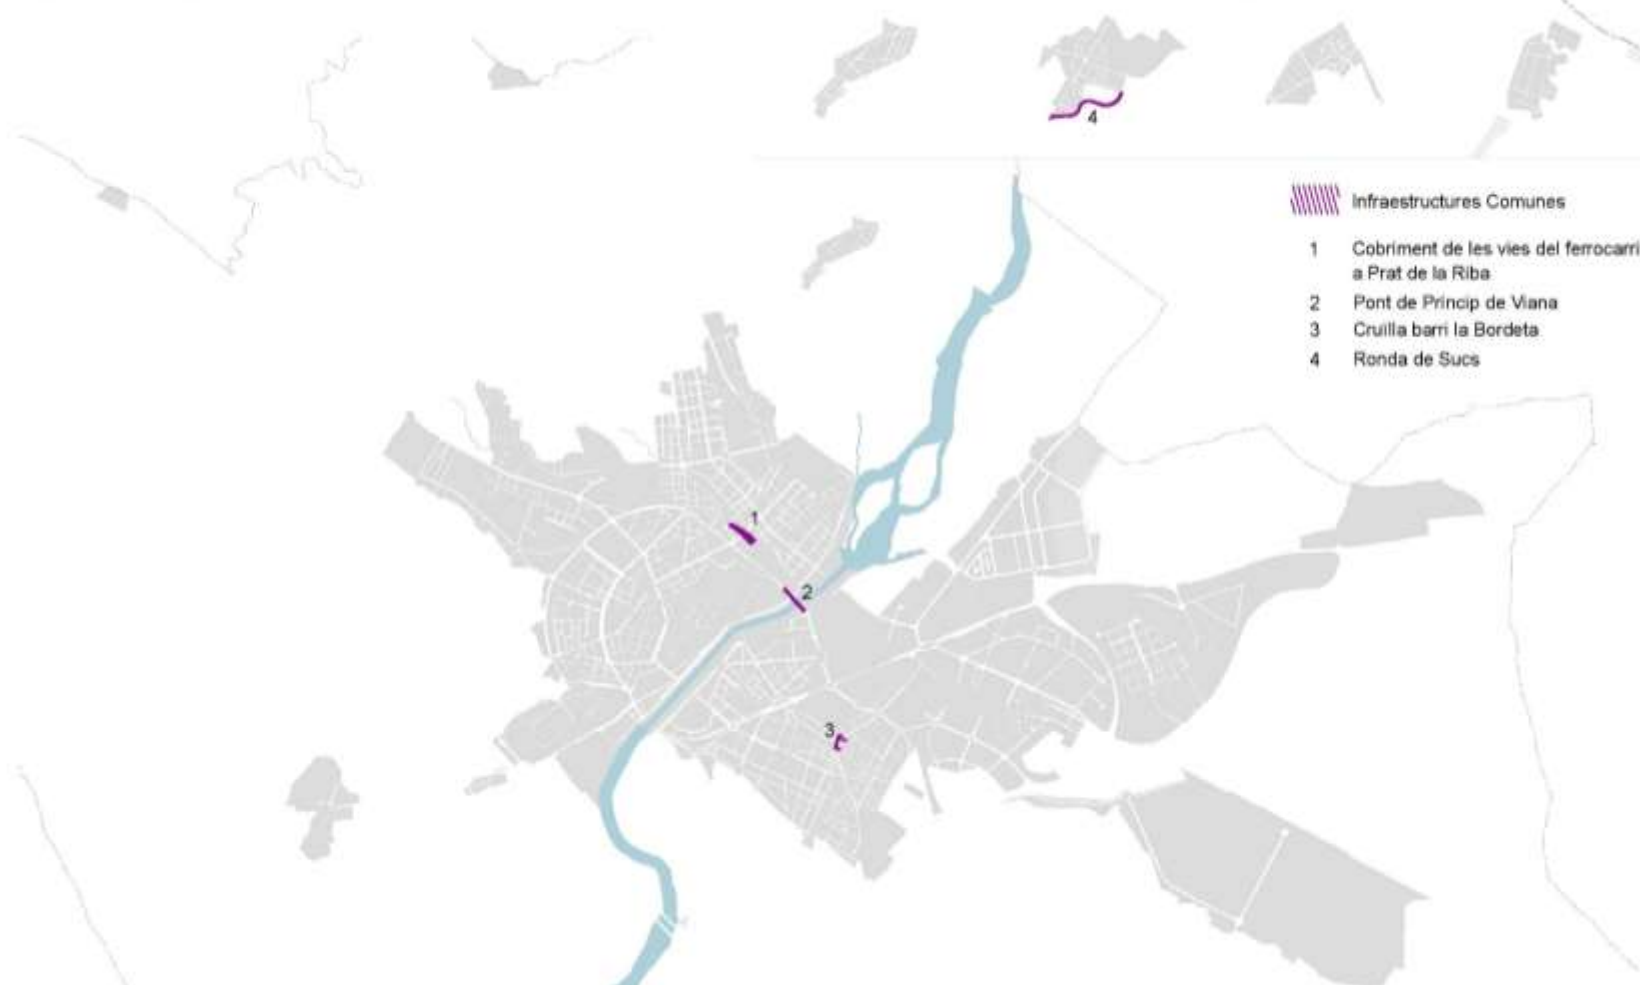 4
Infraestructures Comunes
1 Cobriment de les vies del ferrocarri
a Prat de la Riba
2 Pont de Príncip de Viana
3 Cruïlla barri la Bordeta
4 Ronda de Sucs
1
2
3